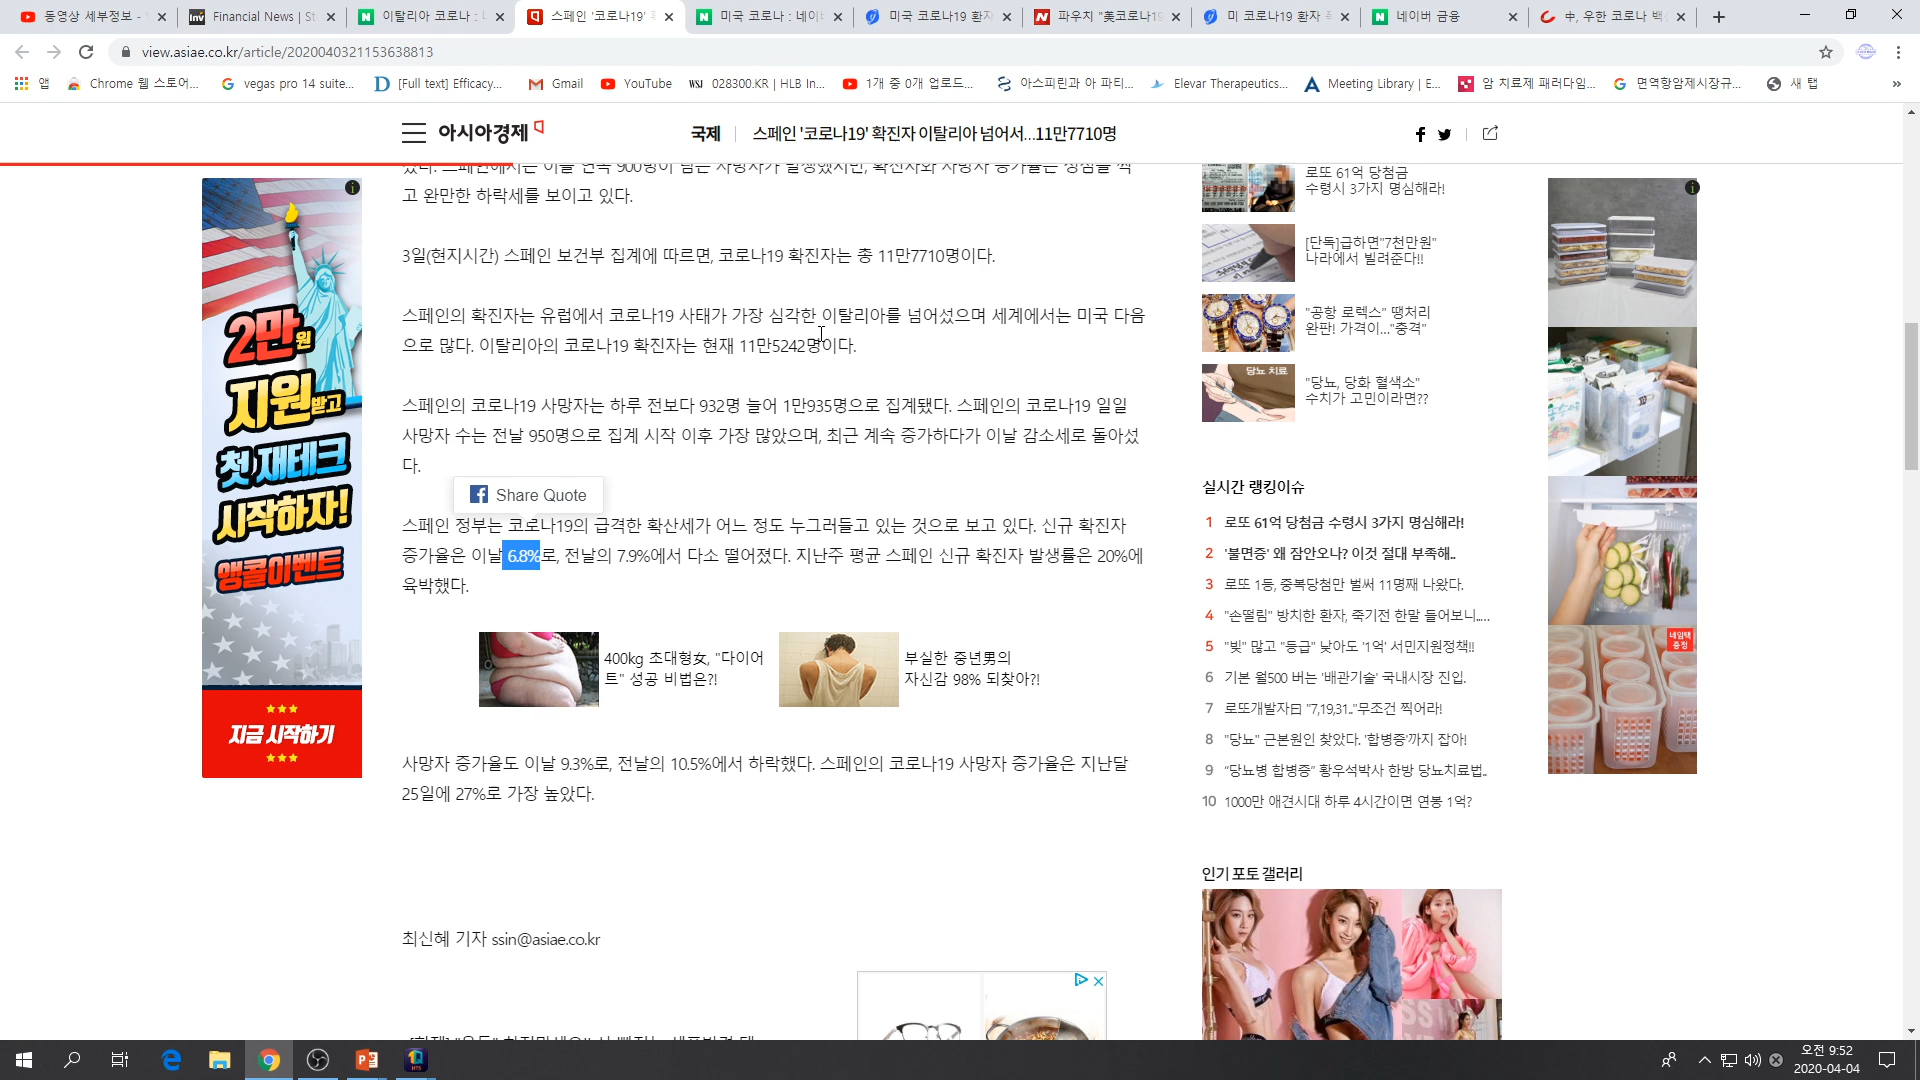 동영상 세부정보 -
Financial News | St
이탈리아 코로나 :
스페인 '코로나19'
미국 코로나 : 네이버
미국 코로나19 환자
파우치 "美코로나19
미 코로나19 환자
네이버 금융
中, 우한 코로나
view.asiae.co.kr/article/2020040321153638813
앱
Chrome 웹 스토어...
vegas pro 14 suite...
[Full text] Efficacy...
Gmail
YouTube
WSJ 028300.KR | HLB In...
1개 중 0개 업로드...
아스피린과 아 파티...
Elevar Therapeutics...
Meeting Library | E...
암 치료제 패러다임...
면역항암제시장규...
새 탭
아시아경제
국제
스페인 '코로나19' 확진자 이탈리아 넘어서...11만7710명
고 완만한 하락세를 보이고 있다.
3일(현지시간) 스페인 보건부 집계에 따르면, 코로나19 확진자는 총 11만7710명이다.
스페인의 확진자는 유럽에서 코로나19 사태가 가장 심각한 이탈리아를 넘어섰으며 세계에서는 미국 다음
으로 많다. 이탈리아의 코로나19 확진자는 현재 11만5242명이다.
스페인의 코로나19 사망자는 하루 전보다 932명 늘어 1만935명으로 집계됐다. 스페인의 코로나19 일일
사망자 수는 전날 950명으로 집계 시작 이후 가장 많았으며, 최근 계속 증가하다가 이날 감소세로 돌아섰
다.
Share Quote
스페인 정부는 코로나19의 급격한 확산세가 어느 정도 누그러들고 있는 것으로 보고 있다. 신규 확진자
증가율은 이날 6.8%로, 전날의 7.9%에서 다소 떨어졌다. 지난주 평균 스페인 신규 확진자 발생률은 20%에
육박했다.
400kg 초대형女, "다이어
트" 성공 비법은?!
부실한 중년男의
자신감 98% 되찾아?!
사망자 증가율도 이날 9.3%로, 전날의 10.5%에서 하락했다. 스페인의 코로나19 사망자 증가율은 지난달
25일에 27%로 가장 높았다.
최신혜 기자 ssin@asiae.co.kr
2만원
지원받고
첫 재테크
시작하자!
앵콜이벤트
지금 시작하기
로또 61억 당첨금
수령시 3가지 명심해라!
[단독]급하면"7천만원"
나라에서 빌려준다!!
"공항 로렉스" 땡처리
완판! 가격이..."충격"
당뇨 치료
"당뇨, 당화 혈색소"
수치가 고민이라면??
실시간 랭킹이슈
1 로또 61억 당첨금 수령시 3가지 명심해라!
2 '불면증' 왜 잠안오나? 이것 절대 부족해..
3 로또 1등, 중복당첨만 벌써 11명째 나왔다.
4 "손떨림" 방치한 환자, 죽기전 한말 들어보니.....
5 "빚" 많고 "등급" 낮아도 '1억' 서민지원정책!!
6 기본 월500 버는 '배관기술' 국내시장 진입.
7 로또개발자曰 "7,19,31.."무조건 찍어라!
8 "당뇨" 근본원인 찾았다. '합병증'까지 잡아!
9 “당뇨병 합병증” 황우석박사 한방 당뇨치료법..
10 1000만 애견시대 하루 4시간이면 연봉 1억?
인기 포토 갤러리
네임택
증정
오전 9:52
2020-04-04